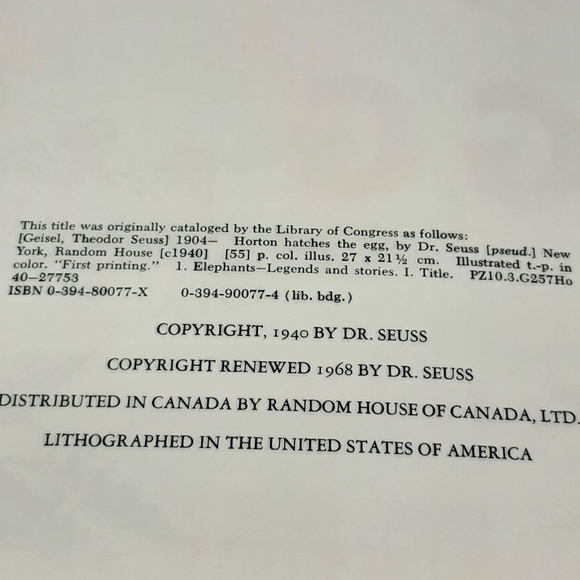 This title was originally cataloged by the Library of Congress as follows:
[Geisel, Theodor Seuss] 1904– Horton hatches the egg, by Dr. Seuss [pseud.] New
York, Random House [c1940] [55] p. col. illus. 27 x 21½ cm. Illustrated t.-p. in
color. "First printing." 1. Elephants—Legends and stories. I. Title. PZ10.3.G257Ho
40–27753
ISBN 0-394-80077-X 0-394-90077-4 (lib. bdg.)
COPYRIGHT, 1940 BY DR. SEUSS
COPYRIGHT RENEWED 1968 BY DR. SEUSS
DISTRIBUTED IN CANADA BY RANDOM HOUSE OF CANADA, LTD.
LITHOGRAPHED IN THE UNITED STATES OF AMERICA